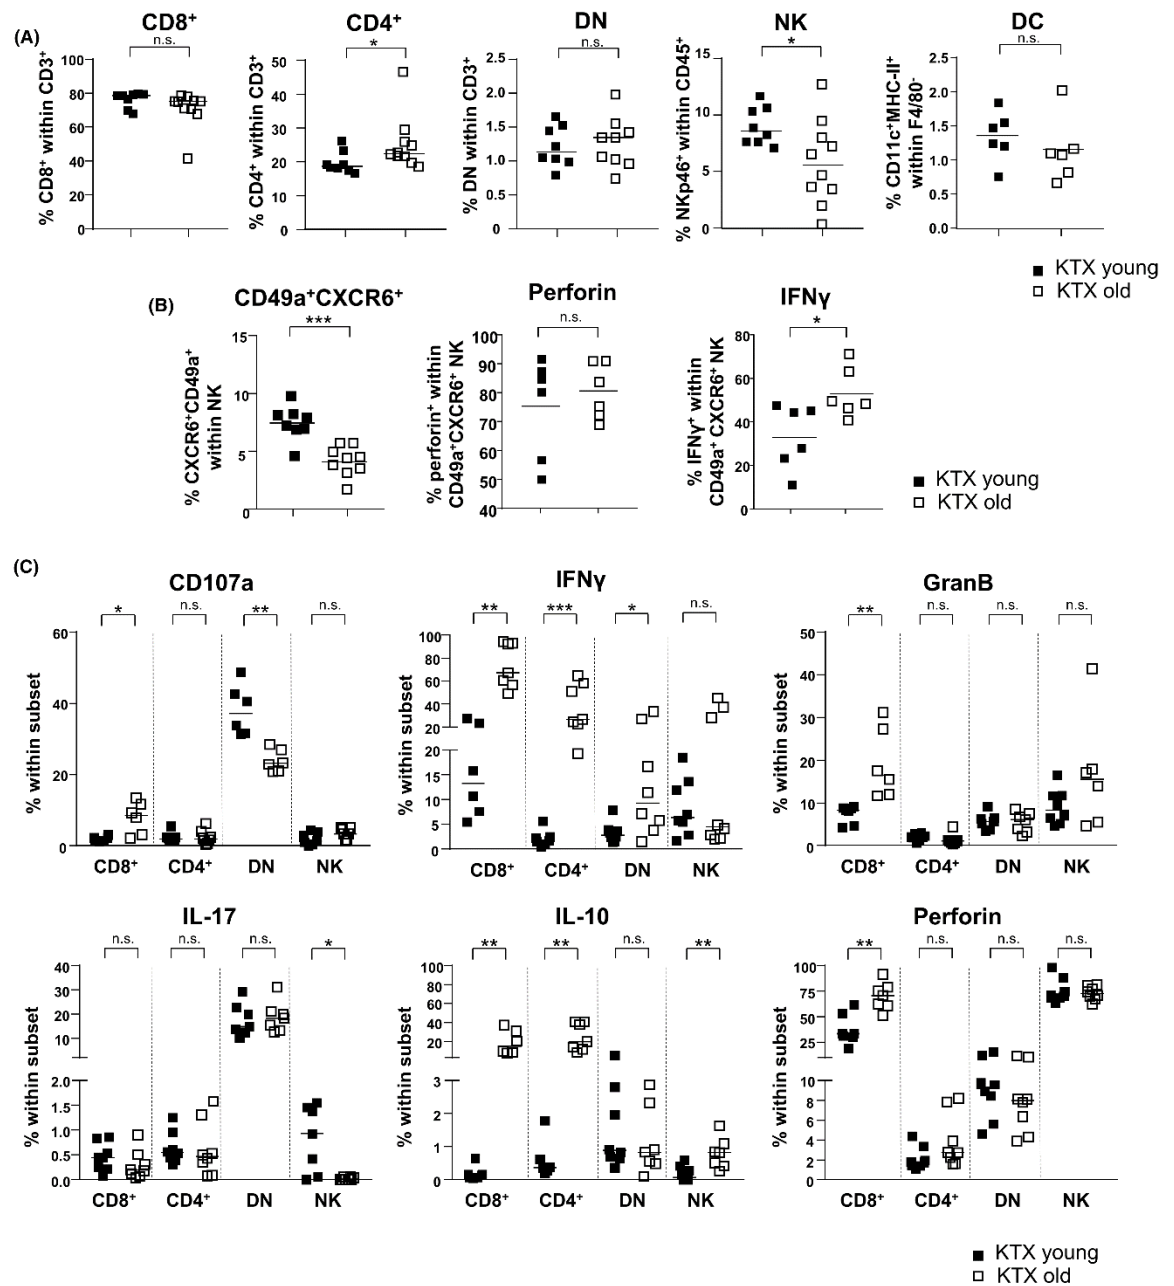 (A)
CD8⁺
n.s.
% CD8⁺ within CD3⁺
100
80
60
40
20
0
CD4⁺
*
% CD4⁺ within CD3⁺
50
40
30
20
10
0
DN
n.s.
% DN within CD3⁺
2.5
2.0
1.5
1.0
0.5
0.0
NK
*
% NKp46⁺ within CD45⁺
15
10
5
0
DC
n.s.
% CD11c⁺MHC-II⁺
within F4/80⁻
2.5
2.0
1.5
1.0
0.5
0.0
KTX young
KTX old
(B)
CD49a⁺CXCR6⁺
***
% CXCR6⁺CD49a⁺
within NK
15
10
5
0
Perforin
n.s.
% perforin⁺ within
CD49a⁺CXCR6⁺ NK
100
90
80
70
60
50
40
IFNγ
*
% IFNγ⁺ within
CD49a⁺ CXCR6⁺ NK
80
60
40
20
0
KTX young
KTX old
(C)
CD107a
* n.s. ** n.s.
% within subset
60
40
20
0
CD8⁺ CD4⁺ DN NK
IFNγ
** *** * n.s.
% within subset
100
80
60
40
20
20
15
10
5
0
CD8⁺ CD4⁺ DN NK
GranB
** n.s. n.s. n.s.
% within subset
50
40
30
20
10
0
CD8⁺ CD4⁺ DN NK
IL-17
n.s. n.s. n.s. *
% within subset
40
30
20
10
2.0
1.5
1.0
0.5
0.0
CD8⁺ CD4⁺ DN NK
IL-10
** ** n.s. **
% within subset
100
80
60
40
20
3
2
1
0
CD8⁺ CD4⁺ DN NK
Perforin
** n.s. n.s. n.s.
% within subset
100
75
50
25
10
8
6
4
2
0
CD8⁺ CD4⁺ DN NK
KTX young
KTX old